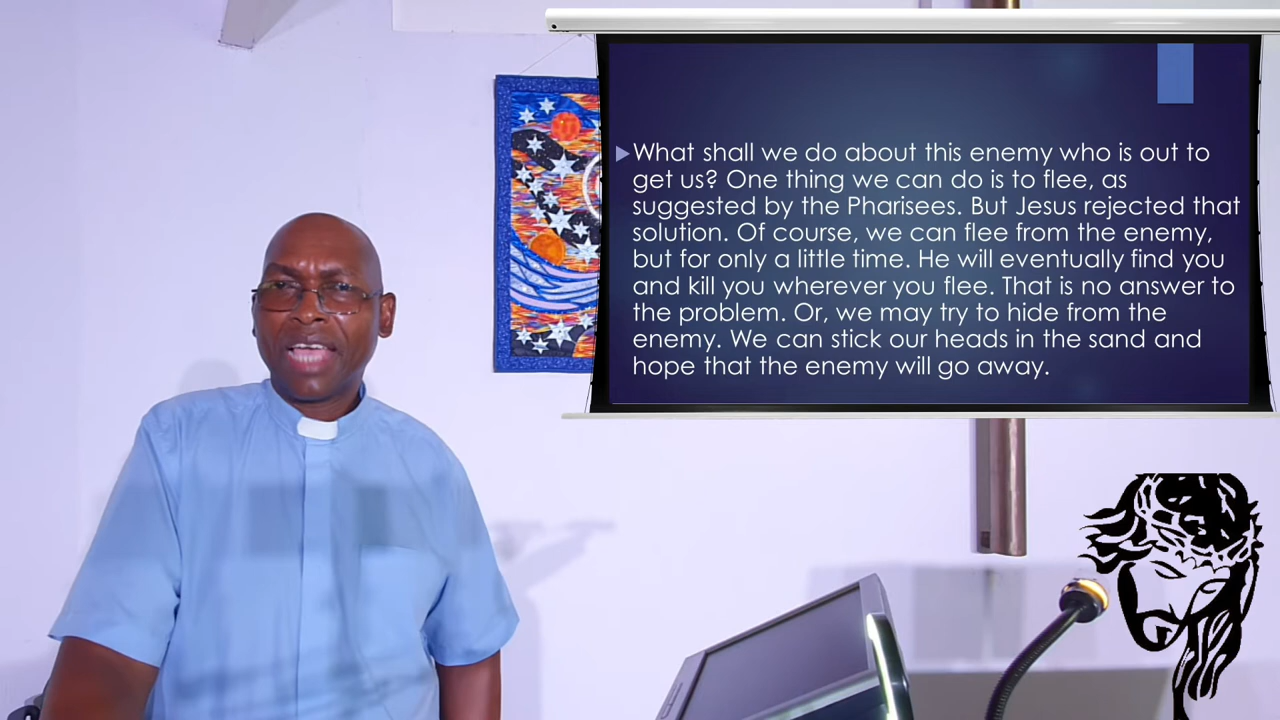 What shall we do about this enemy who is out to
get us? One thing we can do is to flee, as
suggested by the Pharisees. But Jesus rejected that
solution. Of course, we can flee from the enemy,
but for only a little time. He will eventually find you
and kill you wherever you flee. That is no answer to
the problem. Or, we may try to hide from the
enemy. We can stick our heads in the sand and
hope that the enemy will go away.